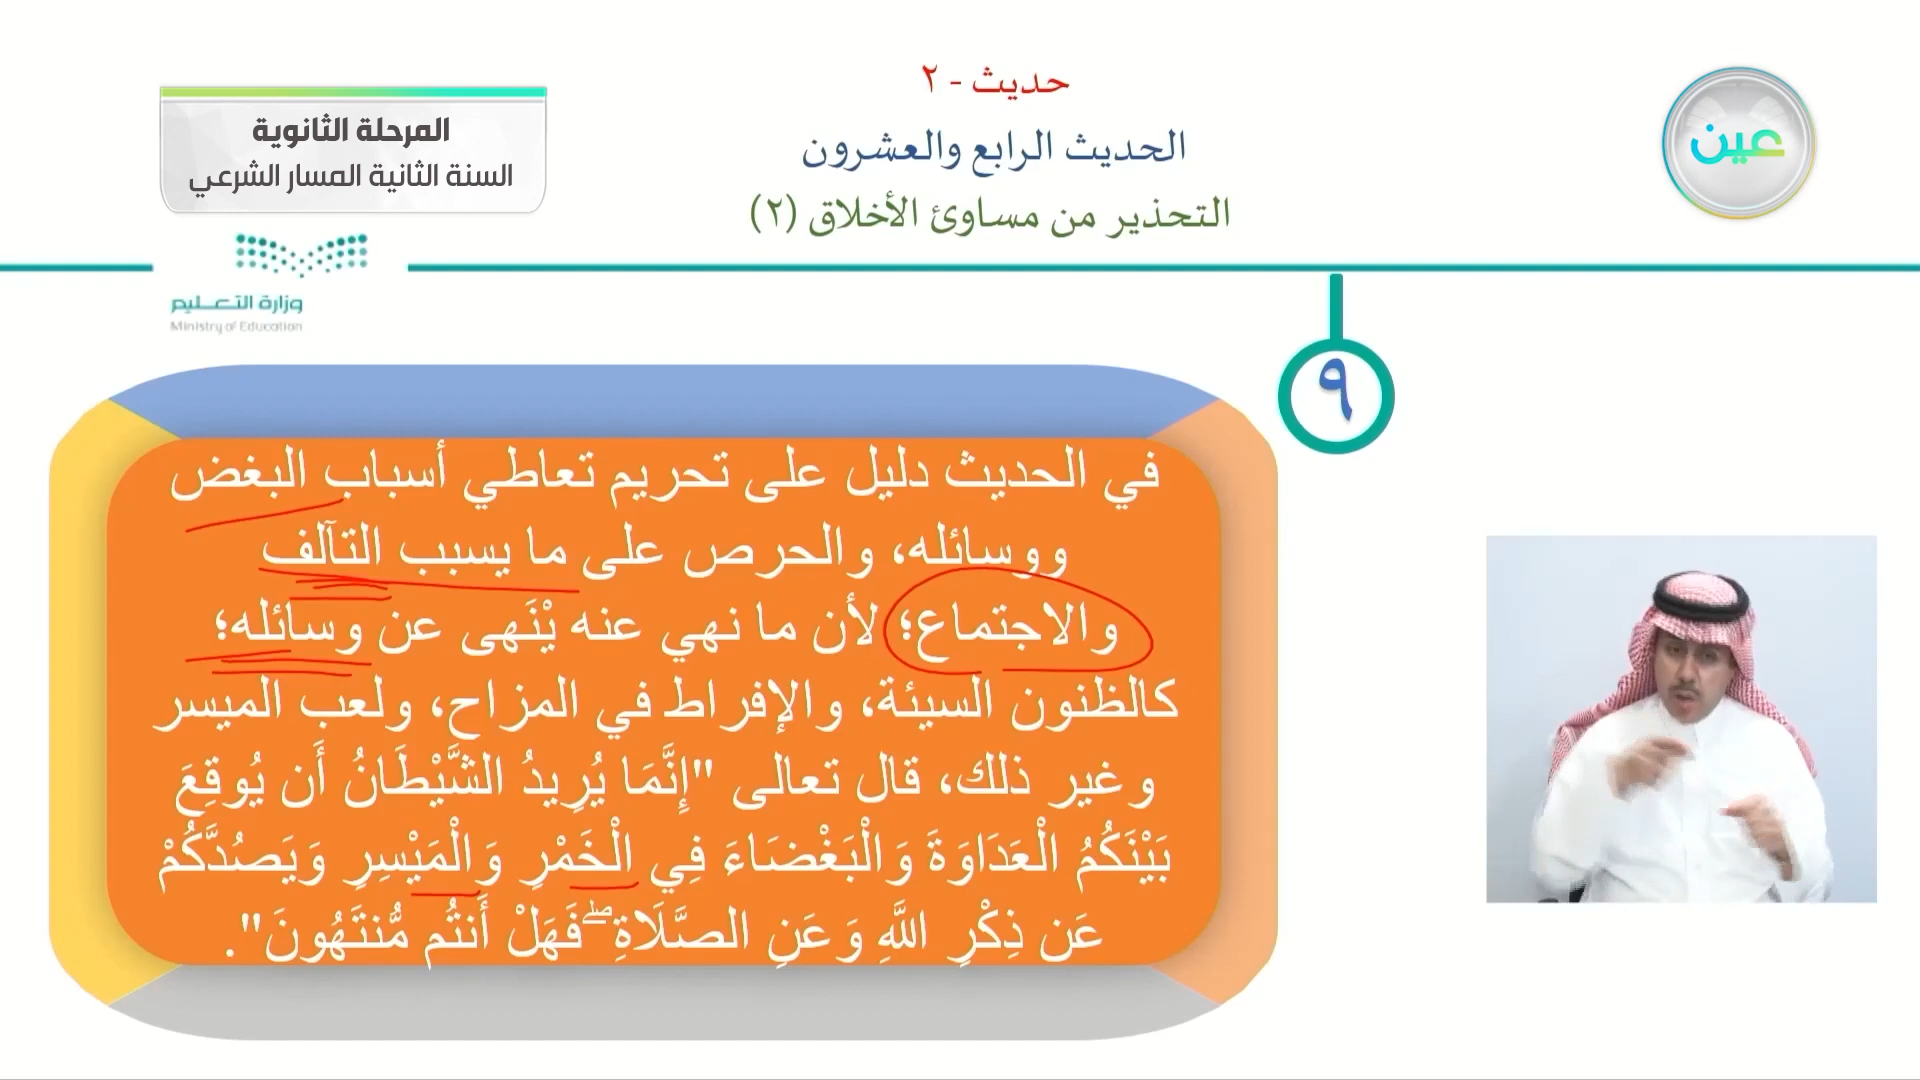 حديث - ٢
الحديث الرابع والعشرون
التحذير من مساوئ الأخلاق (٢)
عين
المرحلة الثانوية
السنة الثانية المسار الشرعي
وزارة التعليم
Ministry of Education
٩
في الحديث دليل على تحريم تعاطي أسباب البغض
ووسائله، والحرص على ما يسبب التآلف
والاجتماع؛ لأن ما نهي عنه يْنَهى عن وسائله؛
كالظنون السيئة، والإفراط في المزاح، ولعب الميسر
وغير ذلك، قال تعالى "إِنَّمَا يُرِيدُ الشَّيْطَانُ أَن يُوقِعَ
بَيْنَكُمُ الْعَدَاوَةَ وَالْبَغْضَاءَ فِي الْخَمْرِ وَالْمَيْسِرِ وَيَصُدَّكُمْ
عَن ذِكْرِ اللَّهِ وَعَنِ الصَّلَاةِ ۖ فَهَلْ أَنتُم مُّنتَهُونَ".